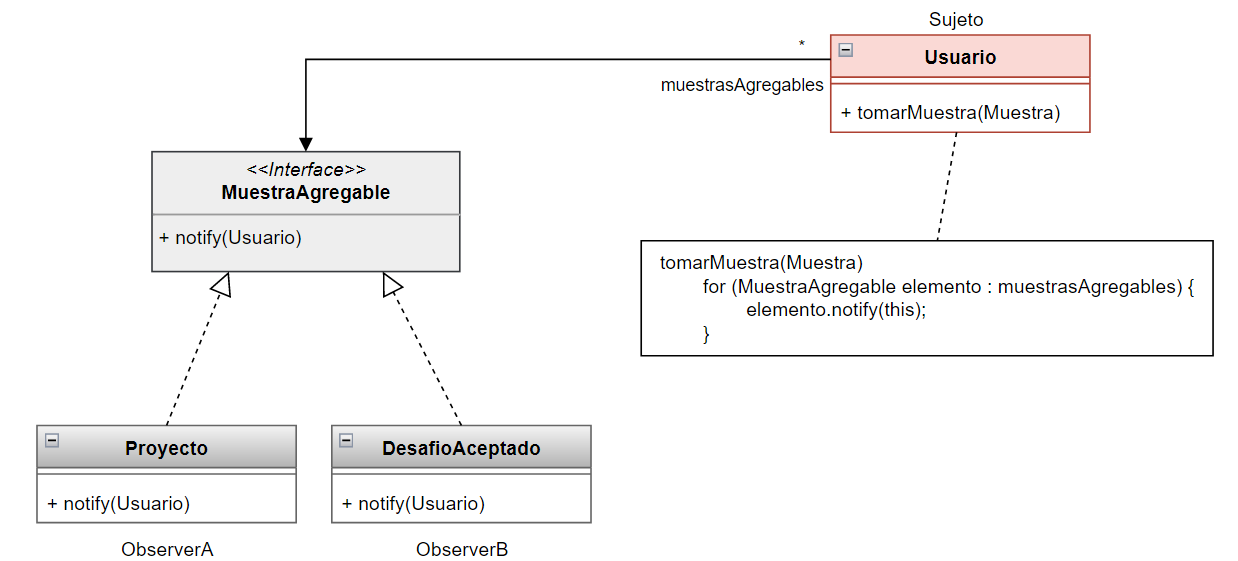 Sujeto
Usuario
+ tomarMuestra(Muestra)
*
muestrasAgregables
<<Interface>>
MuestraAgregable
+ notify(Usuario)
tomarMuestra(Muestra)
for (MuestraAgregable elemento : muestrasAgregables) {
elemento.notify(this);
}
Proyecto
+ notify(Usuario)
ObserverA
DesafioAceptado
+ notify(Usuario)
ObserverB